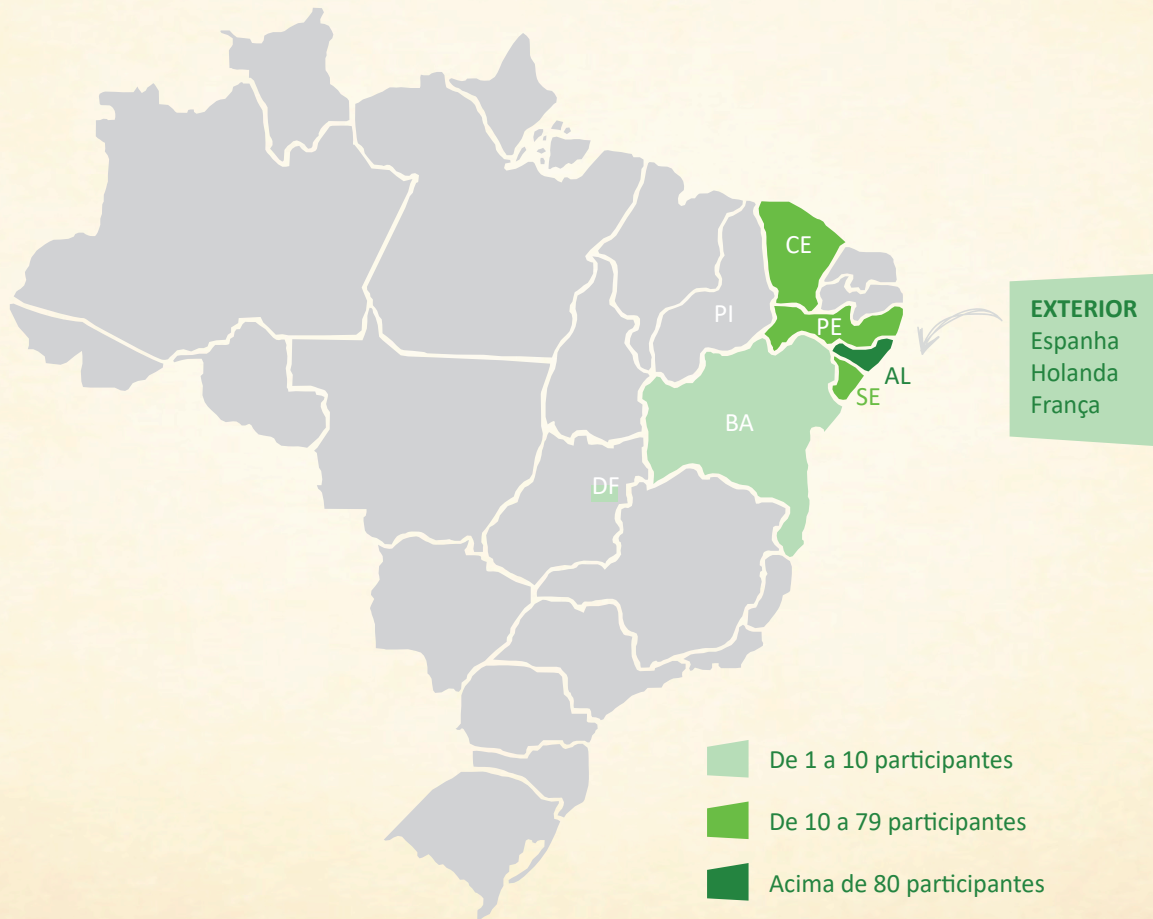 CE
PI
PE
AL
SE
BA
DF
EXTERIOR
Espanha
Holanda
França
De 1 a 10 participantes
De 10 a 79 participantes
Acima de 80 participantes